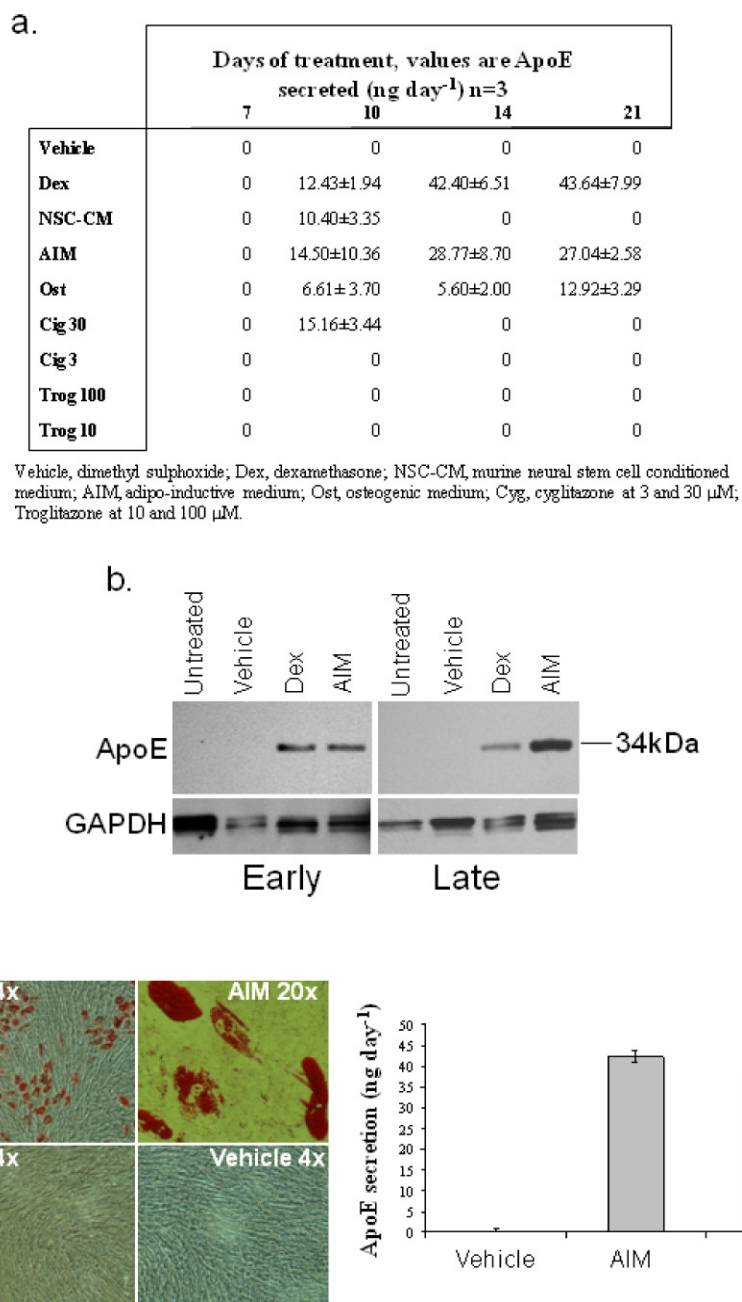 a.
Days of treatment, values are ApoE
secreted (ng day⁻¹) n=3
7 10 14 21
Vehicle 0 0 0 0
Dex 0 12.43±1.94 42.40±6.51 43.64±7.99
NSC-CM 0 10.40±3.35 0 0
AIM 0 14.50±10.36 28.77±8.70 27.04±2.58
Ost 0 6.61±3.70 5.60±2.00 12.92±3.29
Cig 30 0 15.16±3.44 0 0
Cig 3 0 0 0 0
Trog 100 0 0 0 0
Trog 10 0 0 0 0
Vehicle, dimethyl sulphoxide; Dex, dexamethasone; NSC-CM, murine neural stem cell conditioned
medium; AIM, adipo-inductive medium; Ost, osteogenic medium; Cyg, cyglitazone at 3 and 30 µM;
Troglitazone at 10 and 100 µM.
b.
Untreated Vehicle Dex AIM Untreated Vehicle Dex AIM
ApoE 34kDa
GAPDH
Early Late
4x AIM 20x
4x Vehicle 4x
ApoE secretion (ng day⁻¹)
50
45
40
35
30
25
20
15
10
5
0
Vehicle AIM